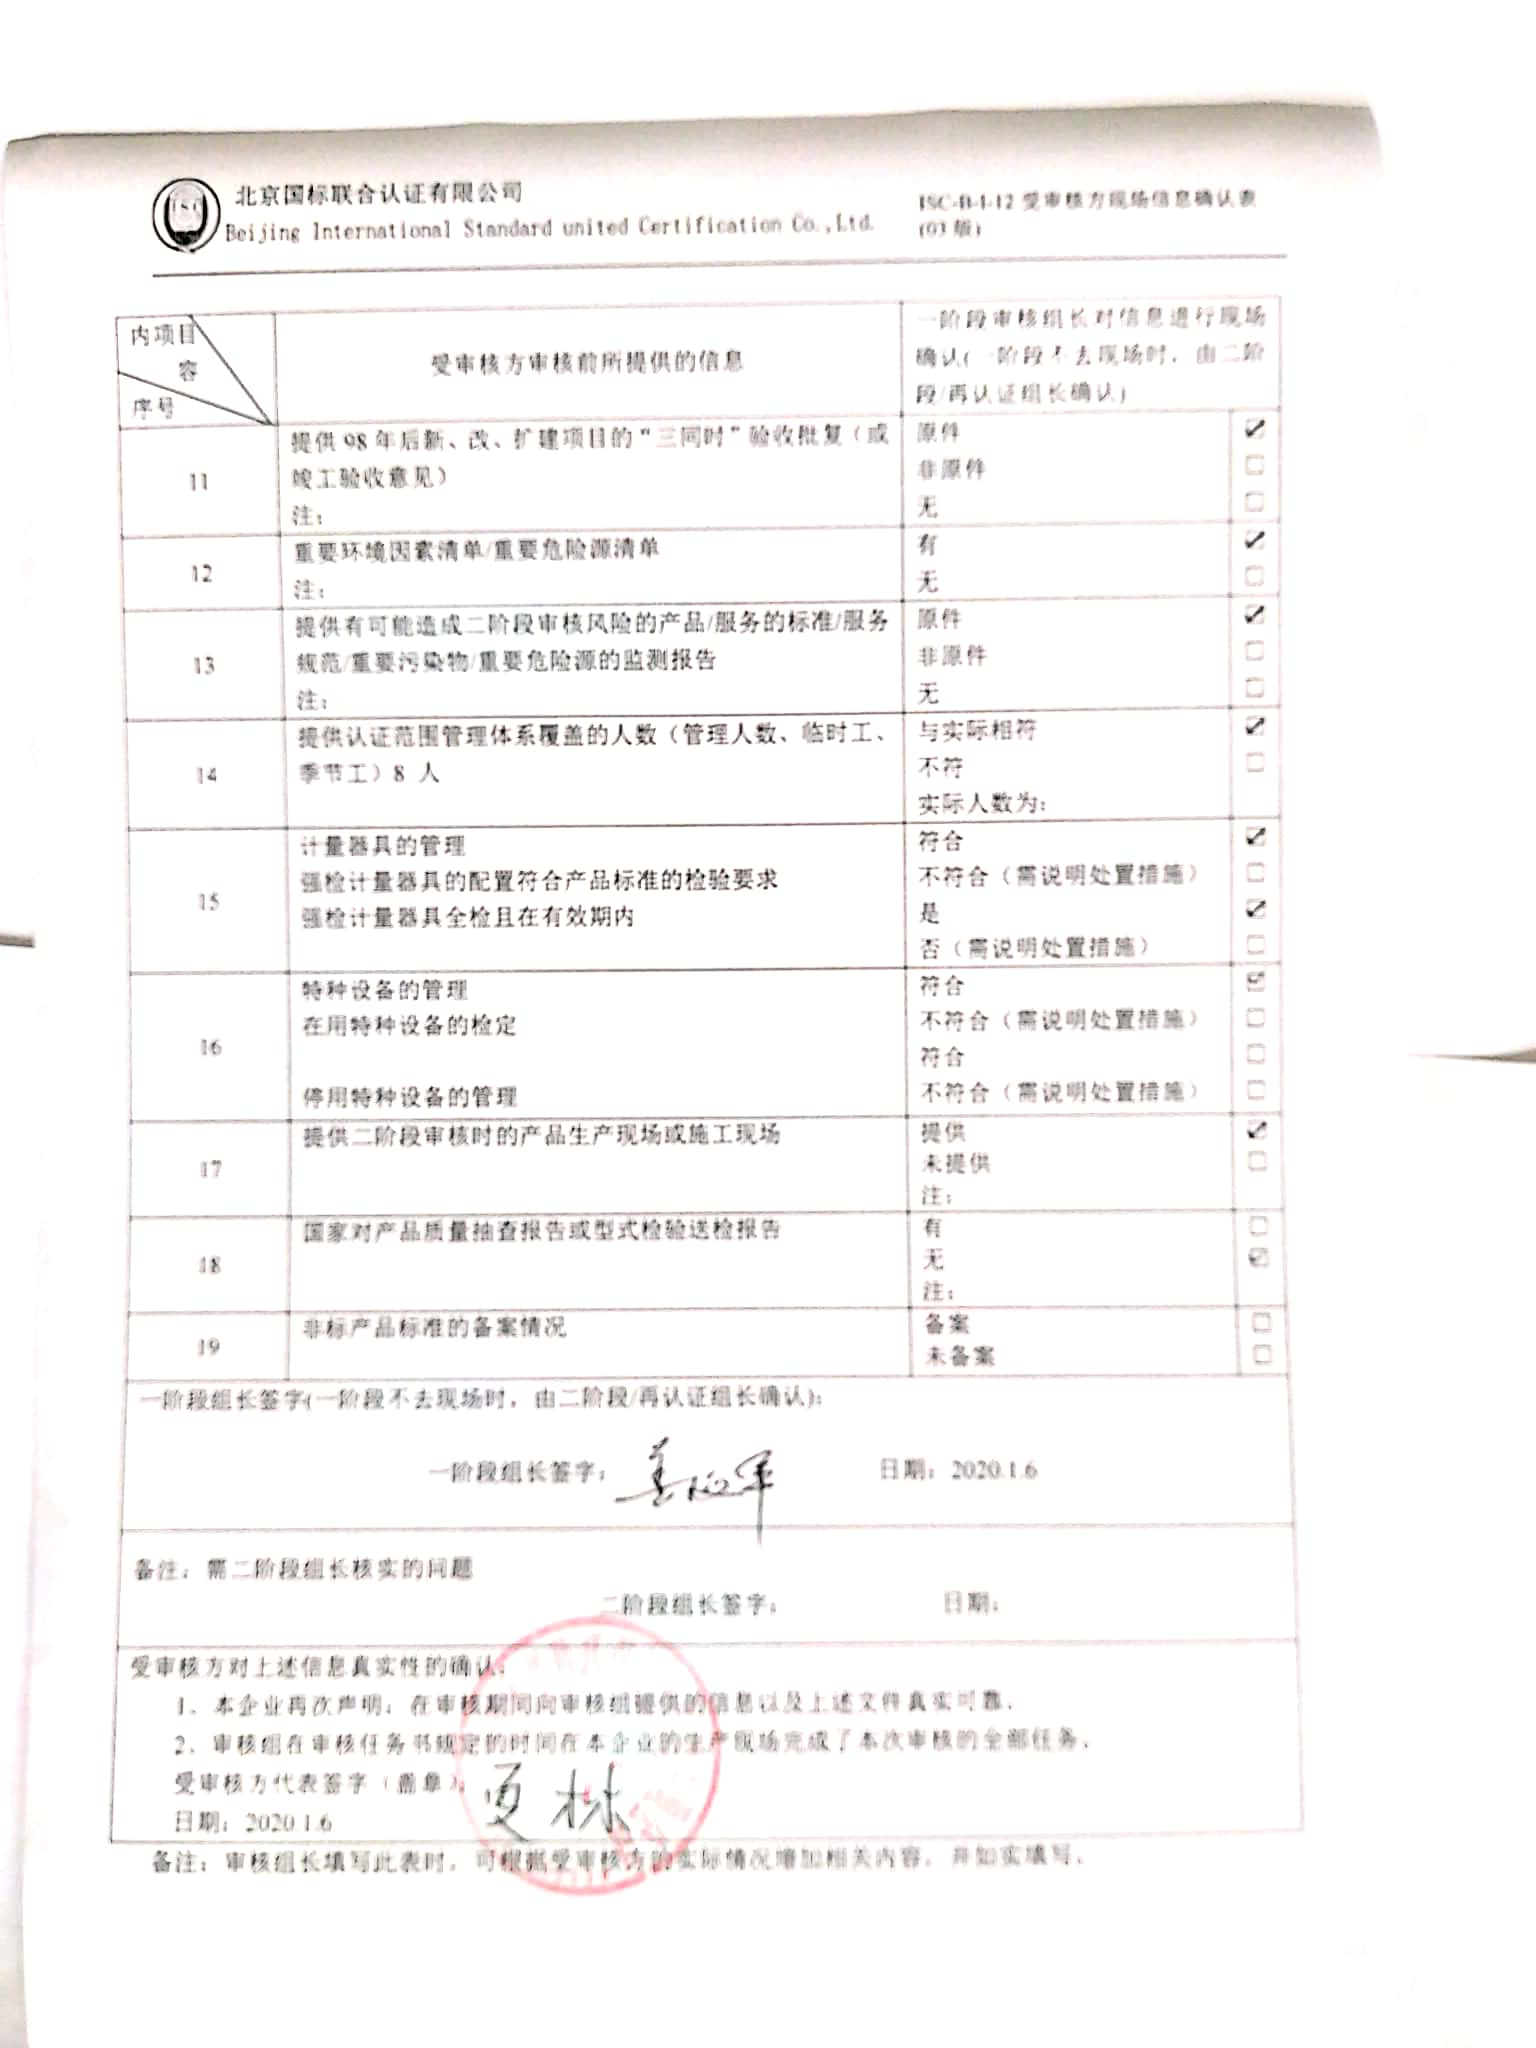 北京国标联合认证有限公司
Beijing International Standard united Certification Co.,Ltd.
ISC-B-I-12 受审核方现场信息确认表
(03 版)
ISC
内项目
容
序号
受审核方审核前所提供的信息
一阶段审核组长对信息进行现场
确认(一阶段不去现场时，由二阶
段/再认证组长确认)
11
提供 98 年后新、改、扩建项目的“三同时”验收批复（或
竣工验收意见）
注：
原件 ☑
非原件 □
无 □
12
重要环境因素清单/重要危险源清单
注：
有 ☑
无 □
13
提供有可能造成二阶段审核风险的产品/服务的标准/服务
规范/重要污染物/重要危险源的监测报告
注：
原件 ☑
非原件 □
无 □
14
提供认证范围管理体系覆盖的人数（管理人数、临时工、
季节工）8 人
与实际相符 ☑
不符 □
实际人数为:
15
计量器具的管理
强检计量器具的配置符合产品标准的检验要求
强检计量器具全检且在有效期内
符合 ☑
不符合（需说明处置措施） □
是 ☑
否（需说明处置措施） □
16
特种设备的管理
在用特种设备的检定
停用特种设备的管理
符合 ☑
不符合（需说明处置措施） □
符合 □
不符合（需说明处置措施） □
17
提供二阶段审核时的产品生产现场或施工现场
提供 ☑
未提供 □
注：
18
国家对产品质量抽查报告或型式检验送检报告
有 □
无 ☑
注：
19
非标产品标准的备案情况
备案 □
未备案 □
一阶段组长签字(一阶段不去现场时，由二阶段/再认证组长确认)：
一阶段组长签字： 日期：2020.1.6
备注：需二阶段组长核实的问题
二阶段组长签字： 日期：
受审核方对上述信息真实性的确认：
1．本企业再次声明：在审核期间向审核组提供的信息以及上述文件真实可靠．
2．审核组在审核任务书规定的时间在本企业的生产现场完成了本次审核的全部任务．
受审核方代表签字（盖章）： 夏林
日期：2020 1.6
备注：审核组长填写此表时，可根据受审核方的实际情况增加相关内容，并如实填写．